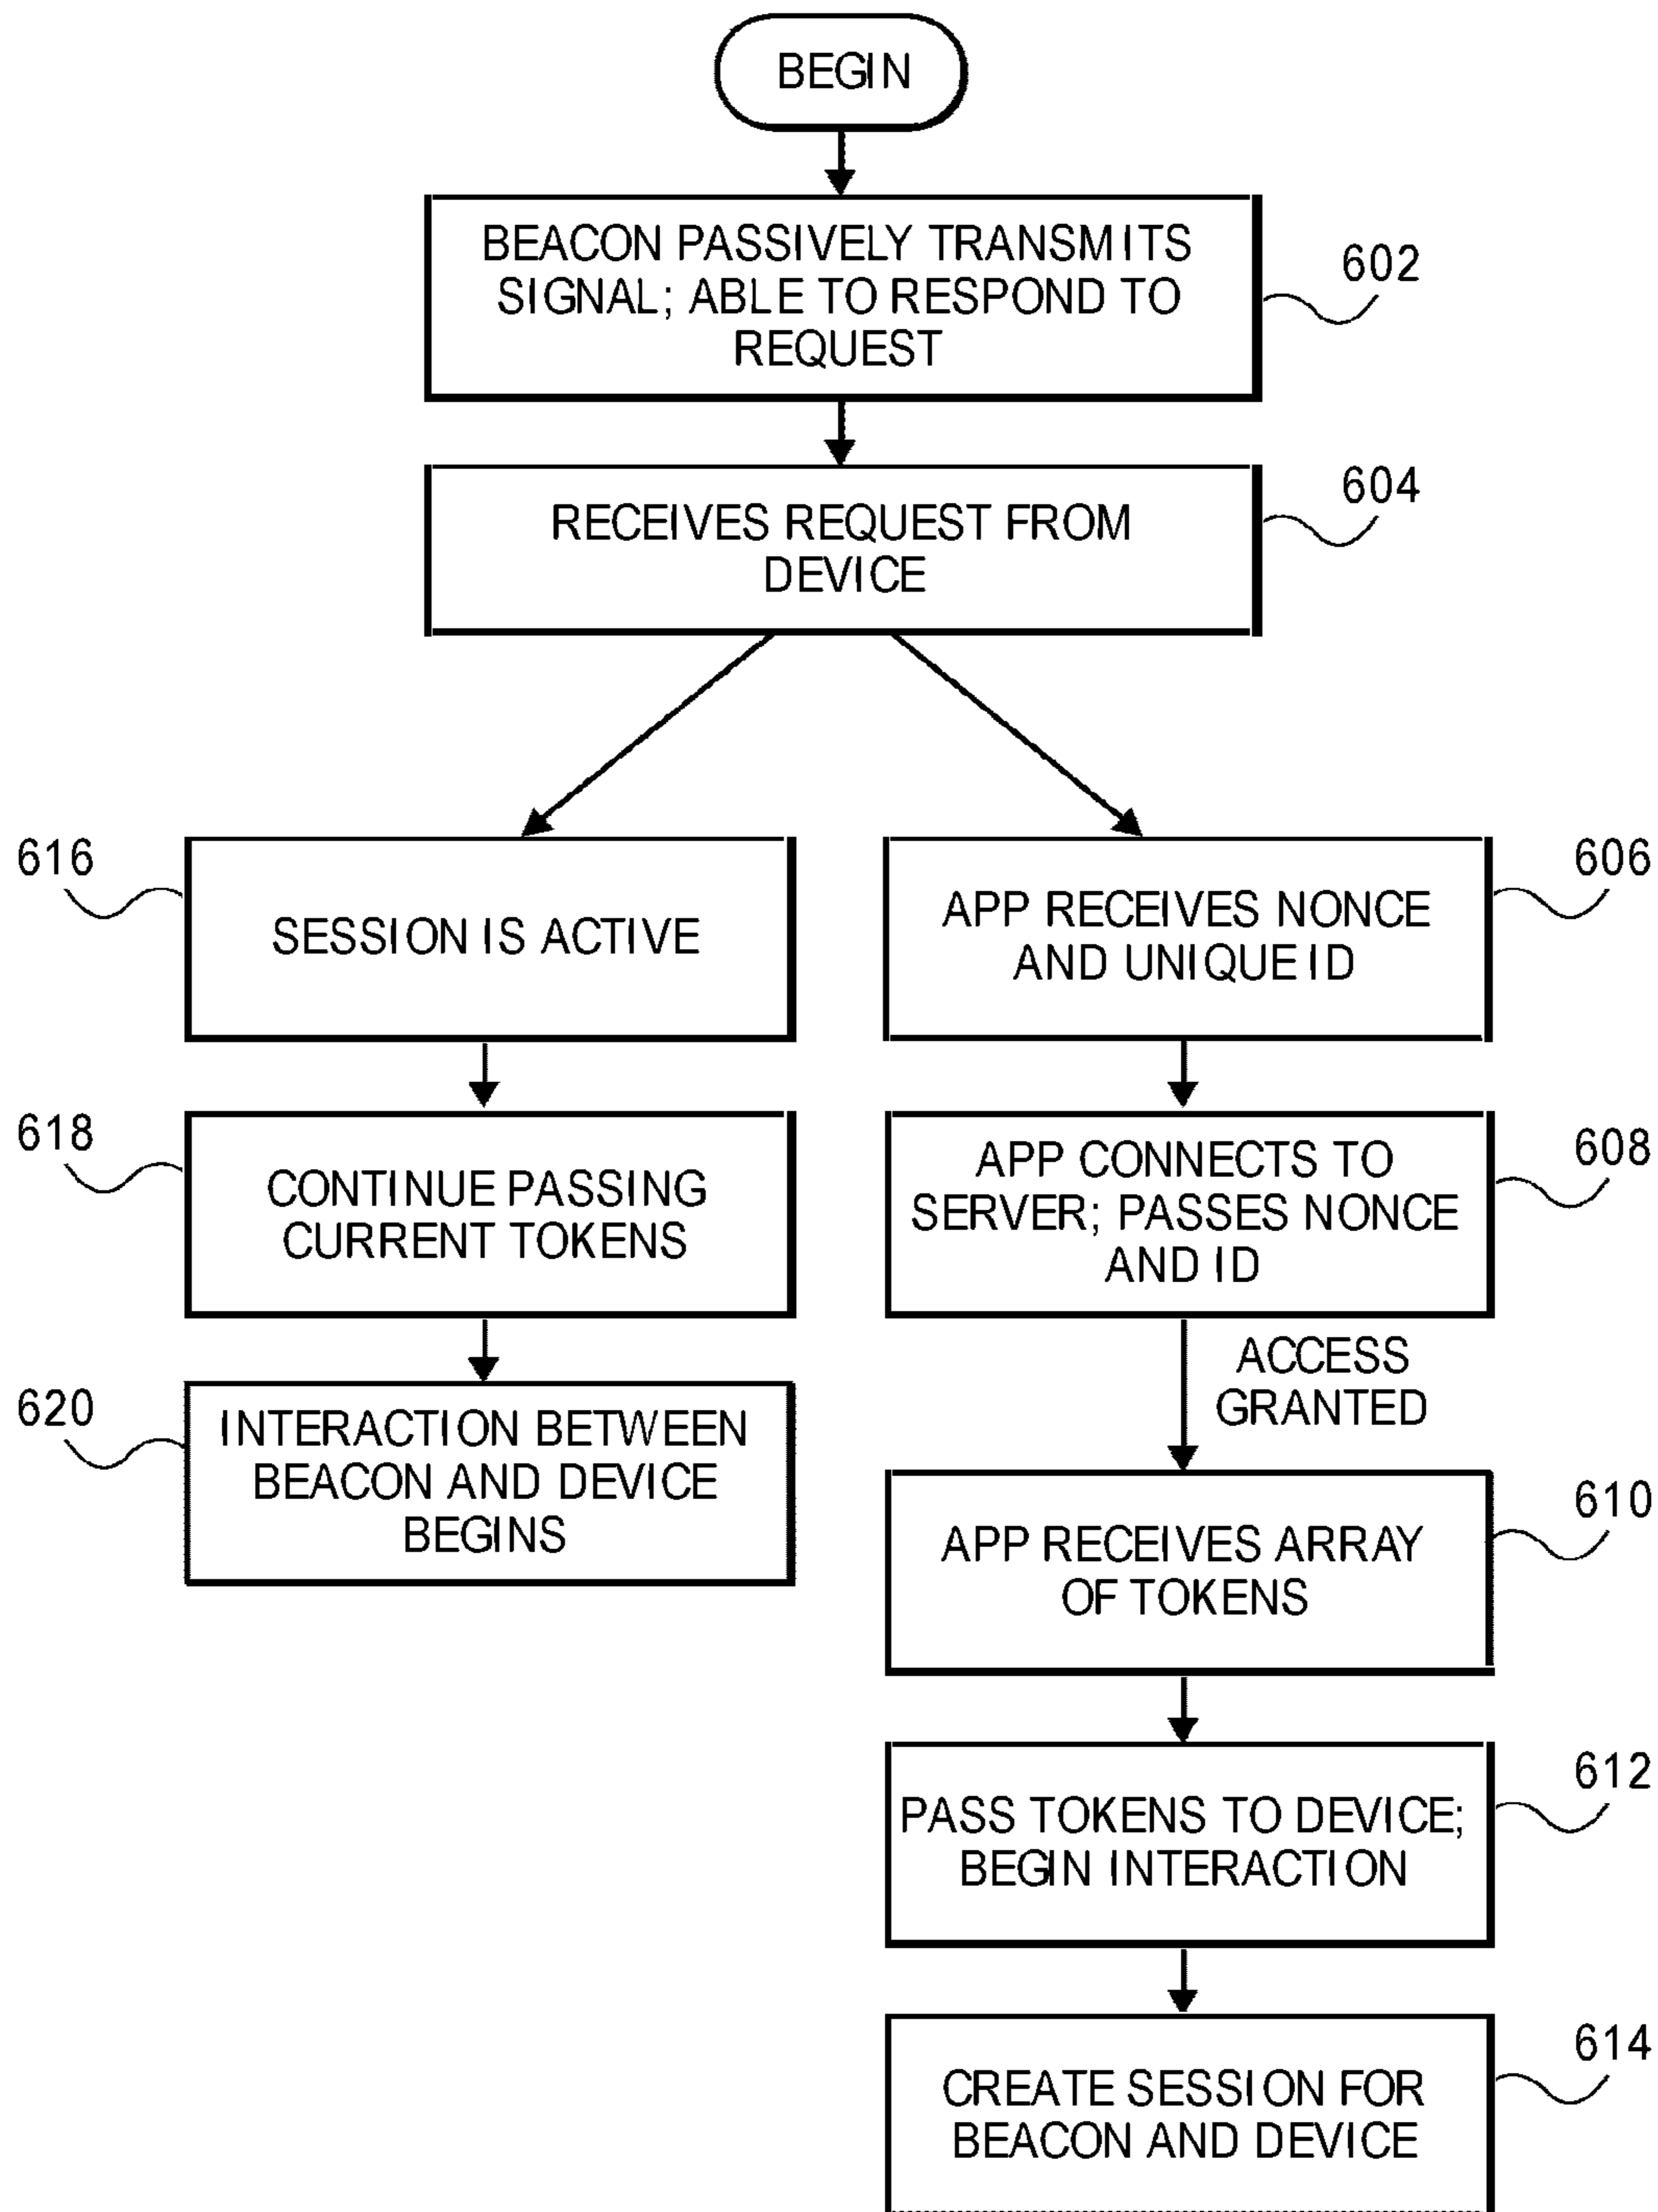 BEGIN
BEACON PASSIVELY TRANSMITS
SIGNAL; ABLE TO RESPOND TO
REQUEST
602
RECEIVES REQUEST FROM
DEVICE
604
616
SESSION IS ACTIVE
618
CONTINUE PASSING
CURRENT TOKENS
620
INTERACTION BETWEEN
BEACON AND DEVICE
BEGINS
APP RECEIVES NONCE
AND UNIQUE ID
606
APP CONNECTS TO
SERVER; PASSES NONCE
AND ID
608
ACCESS
GRANTED
APP RECEIVES ARRAY
OF TOKENS
610
PASS TOKENS TO DEVICE;
BEGIN INTERACTION
612
CREATE SESSION FOR
BEACON AND DEVICE
614